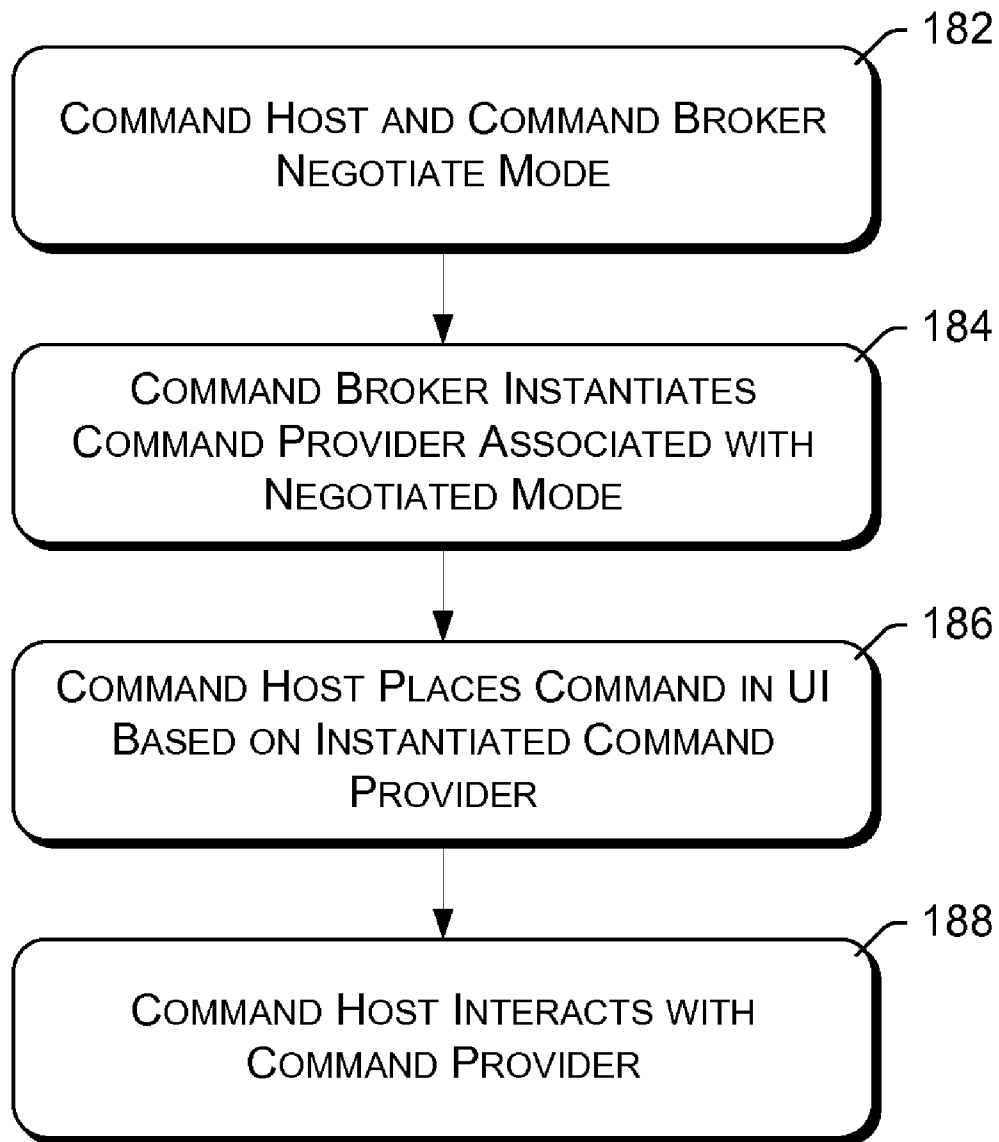 182
COMMAND HOST AND COMMAND BROKER
NEGOTIATE MODE
184
COMMAND BROKER INSTANTIATES
COMMAND PROVIDER ASSOCIATED WITH
NEGOTIATED MODE
186
COMMAND HOST PLACES COMMAND IN UI
BASED ON INSTANTIATED COMMAND
PROVIDER
188
COMMAND HOST INTERACTS WITH
COMMAND PROVIDER